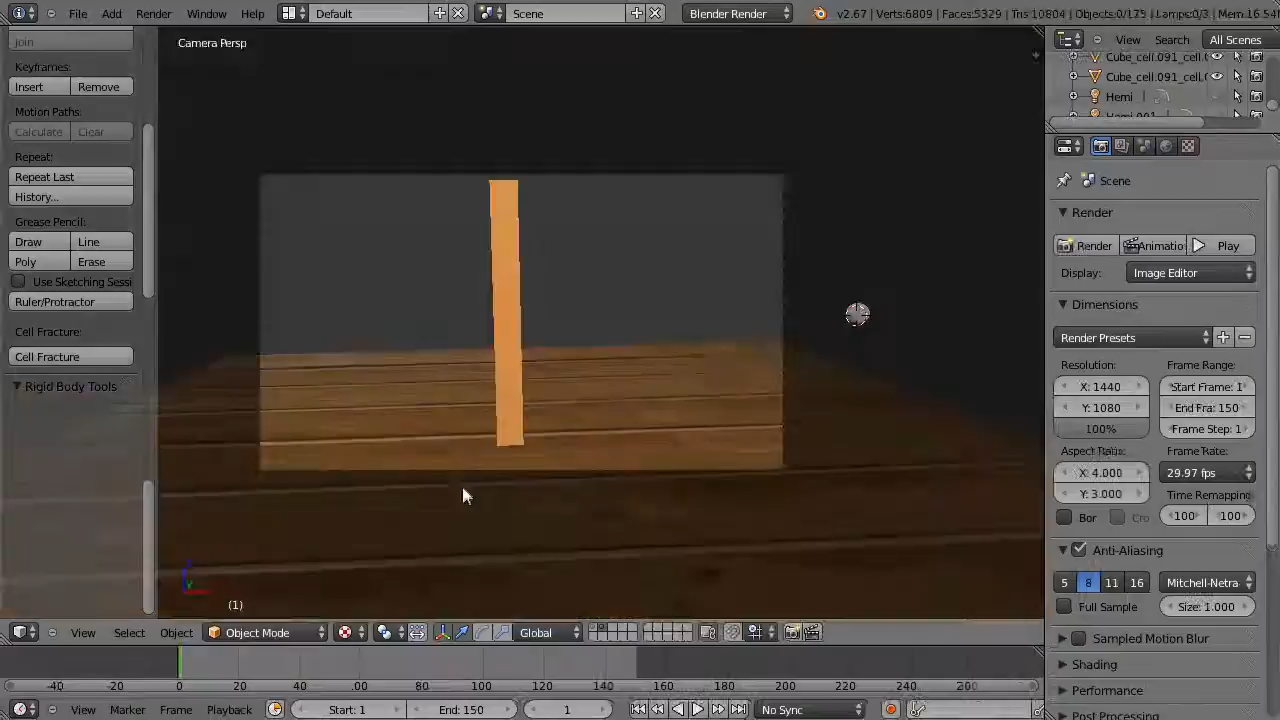 File Add Render Window Help Default Scene Blender Render v2.67 | Verts:6809 | Faces:5329 | Tris:10804 | Objects:0/175 | Lamps:0/3 |
Join
Keyframes:
Insert Remove
Motion Paths:
Calculate Clear
Repeat:
Repeat Last
History...
Grease Pencil:
Draw Line
Poly Erase
Use Sketching Sessi
Ruler/Protractor
Cell Fracture:
Cell Fracture
Rigid Body Tools
Camera Persp
(1)
View Select Object Object Mode Global
-40 -20 0 20 40 60 80 100 120 140 160 180 200 220 240 260
View Marker Frame Playback Start: 1 End: 150 1 No Sync
View Search All Scenes
Cube_cell.091_cell.
Cube_cell.091_cell.
Hemi
Hemi.001
Scene
Render
Render Animatio Play
Display: Image Editor
Dimensions
Render Presets
Resolution: Frame Range:
X: 1440 Start Frame: 1
Y: 1080 End Fra: 150
100% Frame Step: 1
Aspect Ratio: Frame Rate:
X: 4.000 29.97 fps
Y: 3.000 Time Remapping
Bor Cro 100 100
Anti-Aliasing
5 8 11 16 Mitchell-Netra
Full Sample Size: 1.000
Sampled Motion Blur
Shading
Performance
Post Processing